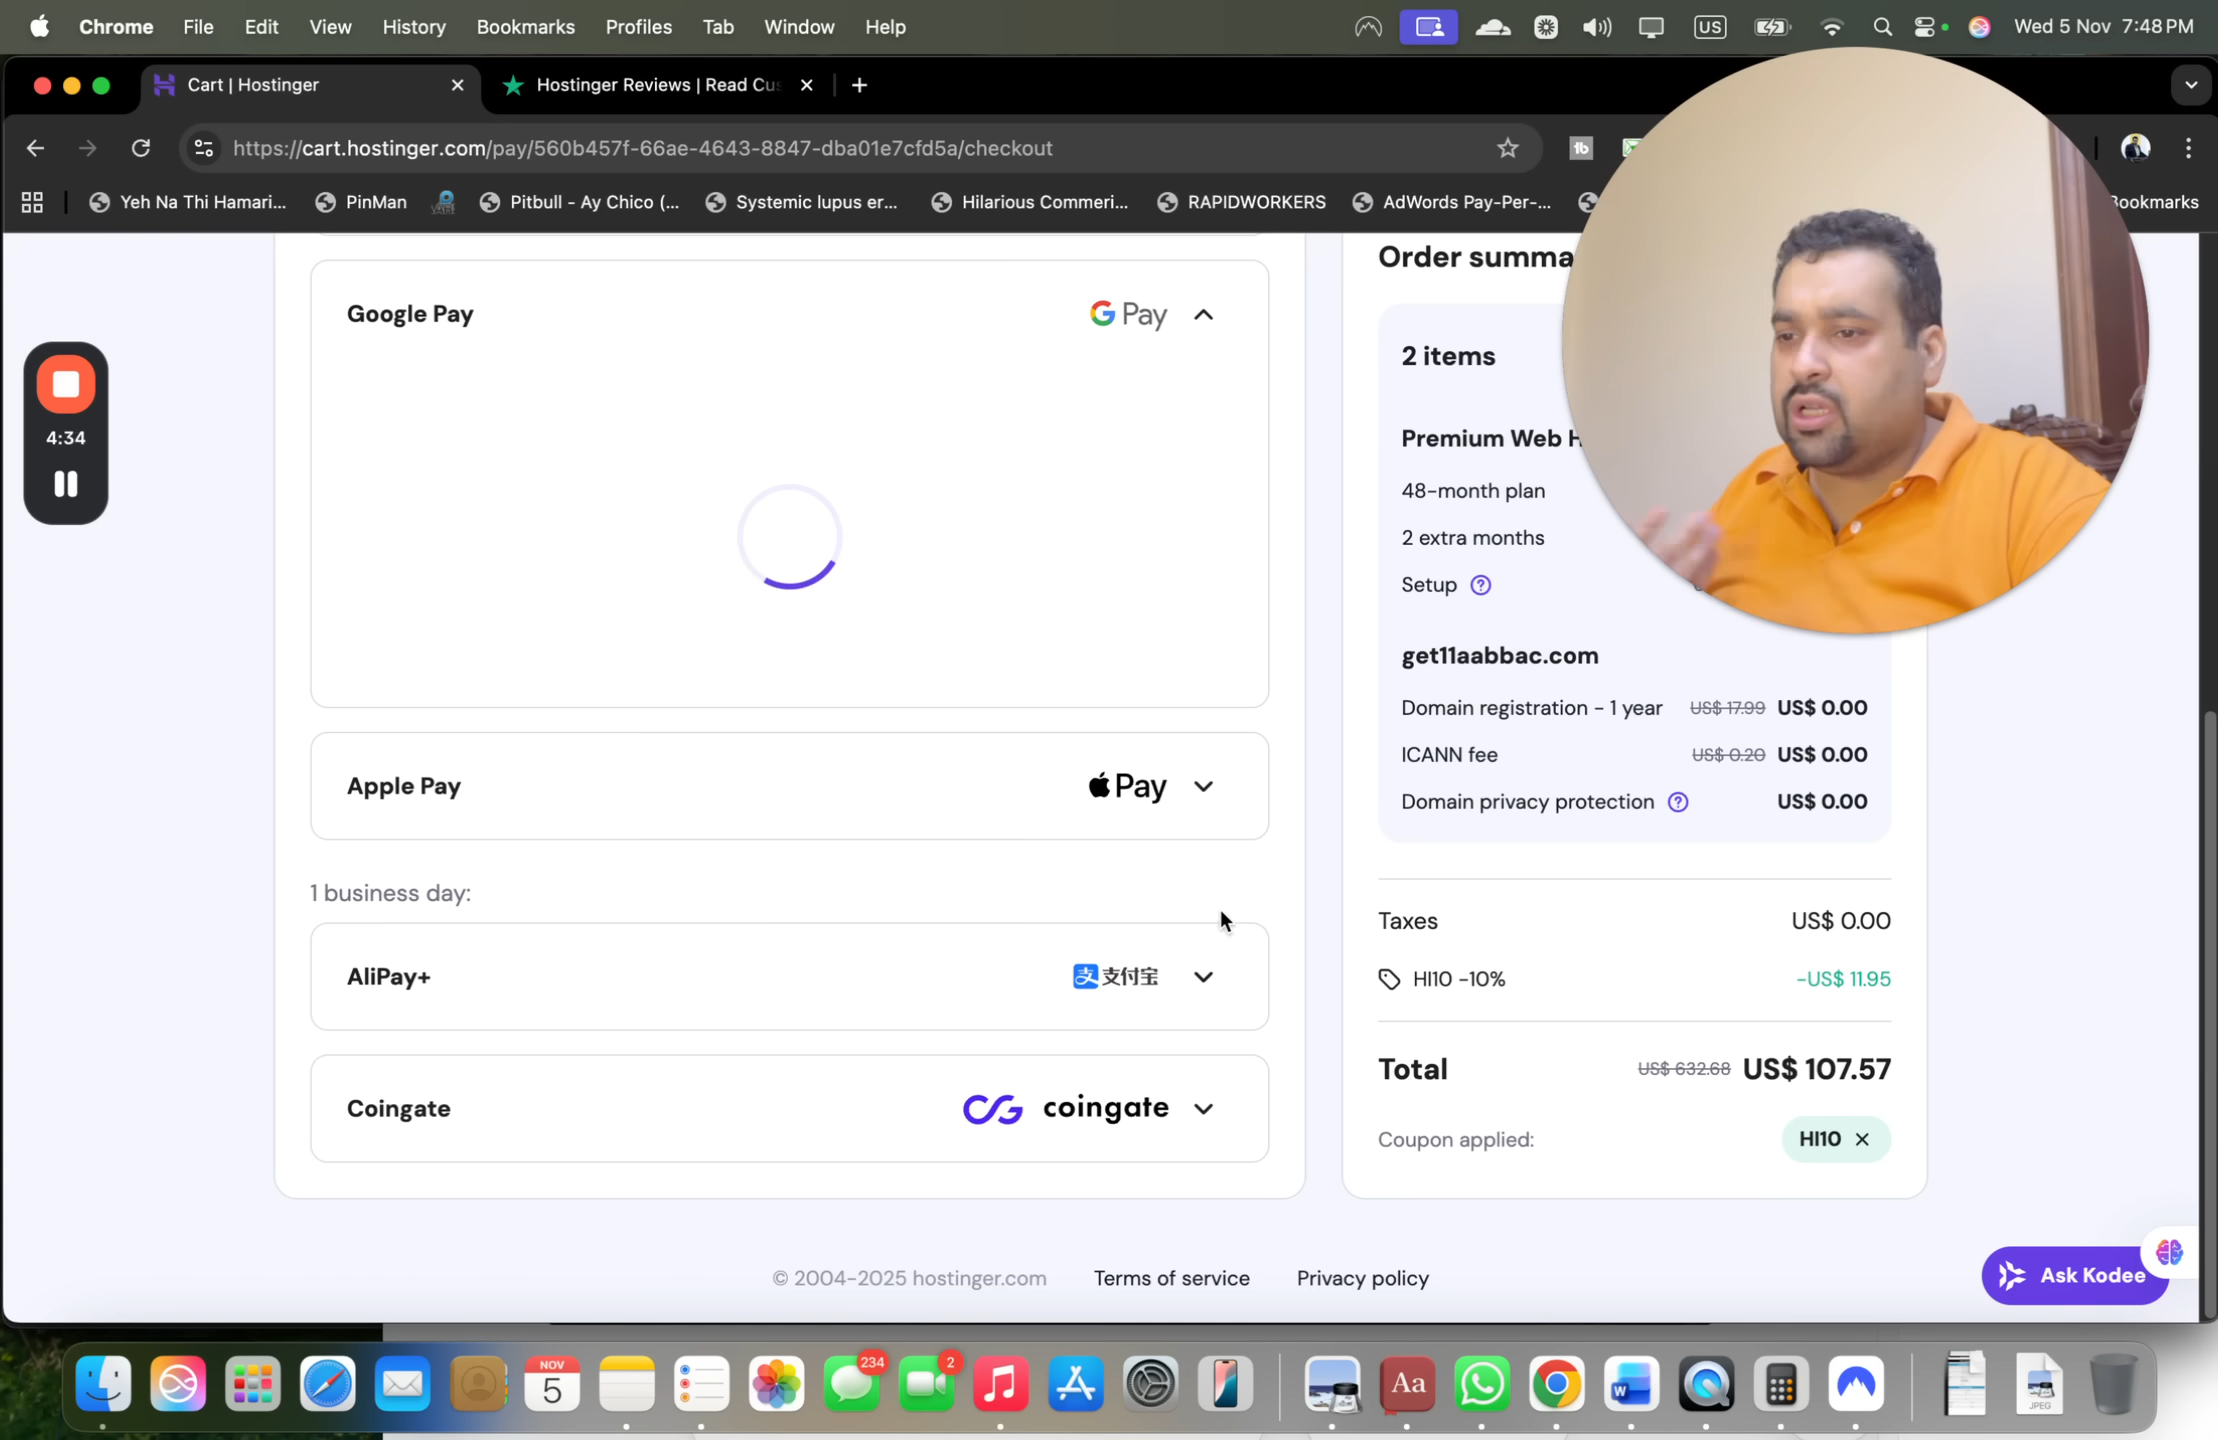 Chrome File Edit View History Bookmarks Profiles Tab Window Help
US
Wed 5 Nov 7:48 PM
Cart | Hostinger
Hostinger Reviews | Read Cus
https://cart.hostinger.com/pay/560b457f-66ae-4643-8847-dba01e7cfd5a/checkout
tb
Yeh Na Thi Hamari...
PinMan
Pitbull - Ay Chico (...
Systemic lupus er...
Hilarious Commeri...
RAPIDWORKERS
AdWords Pay-Per-...
Bookmarks
4:34
Google Pay
G Pay
Apple Pay
Pay
1 business day:
AliPay+
支 支付宝
Coingate
CG coingate
Order summa
2 items
Premium Web H
48-month plan
2 extra months
Setup ?
get11aabbac.com
Domain registration - 1 year US$ 17.99 US$ 0.00
ICANN fee US$ 0.20 US$ 0.00
Domain privacy protection ? US$ 0.00
Taxes US$ 0.00
HI10 -10% -US$ 11.95
Total US$ 632.68 US$ 107.57
Coupon applied: HI10 ×
© 2004-2025 hostinger.com Terms of service Privacy policy
Ask Kodee
NOV
5
234
2
Aa
W
JPEG